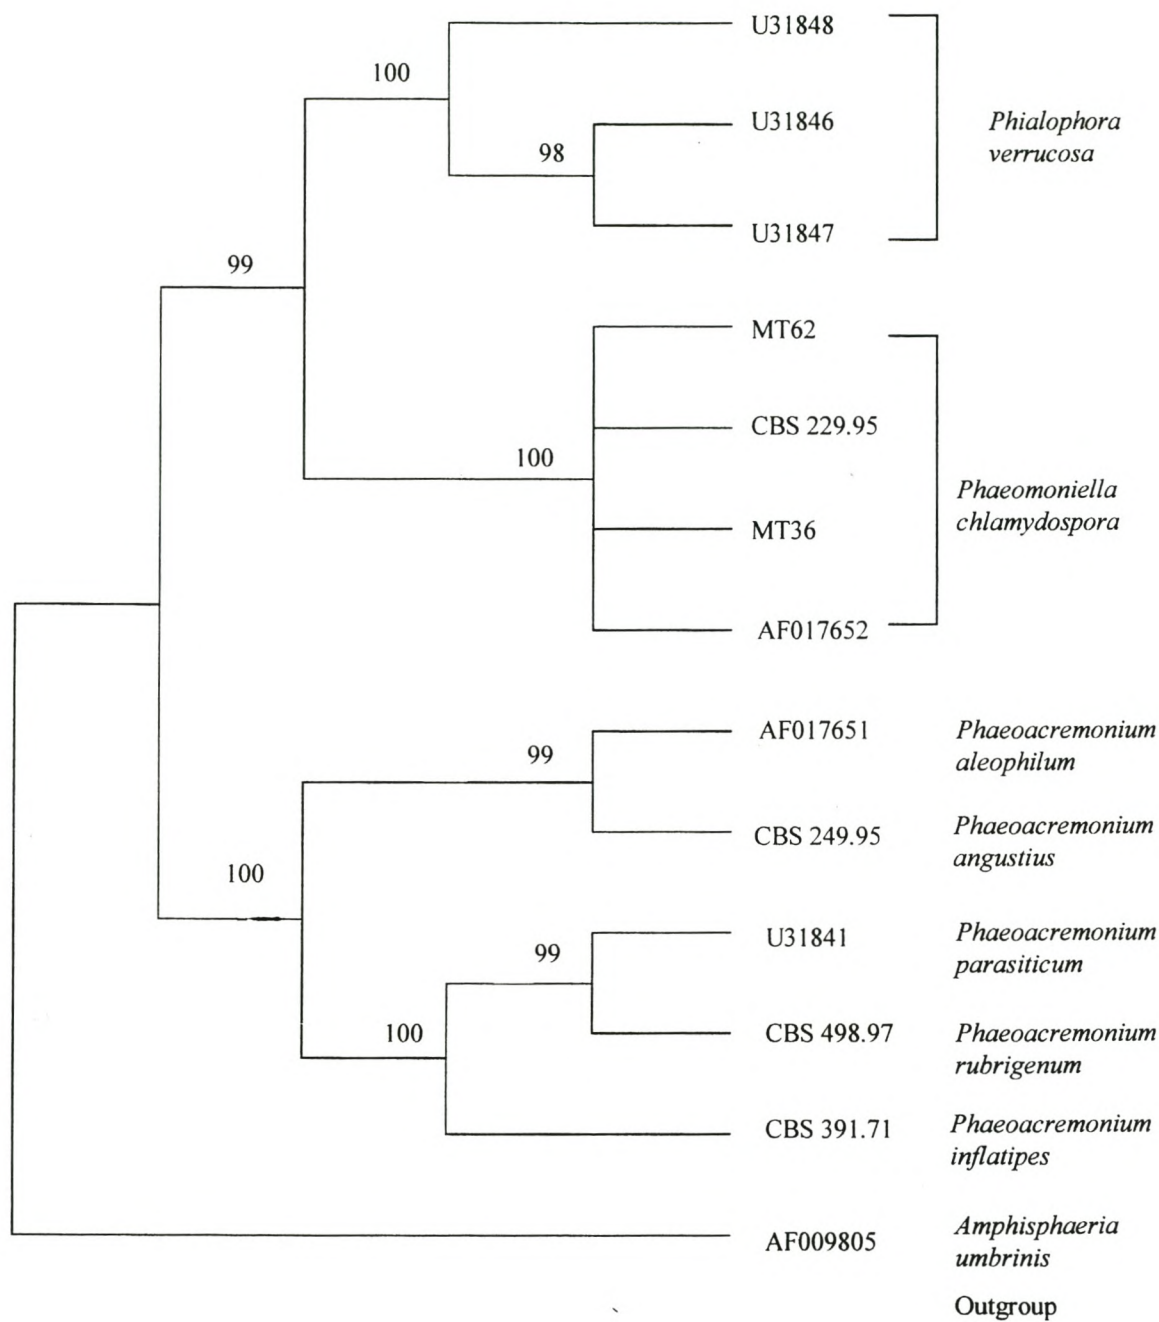 U31848
100
U31846
Phialophora
verrucosa
98
U31847
99
MT62
CBS 229.95
100
Phaeomoniella
chlamydospora
MT36
AF017652
AF017651
Phaeoacremonium
aleophilum
99
CBS 249.95
Phaeoacremonium
angustius
100
U31841
Phaeoacremonium
parasiticum
99
100
CBS 498.97
Phaeoacremonium
rubrigenum
CBS 391.71
Phaeoacremonium
inflatipes
AF009805
Amphisphaeria
umbrinis
Outgroup